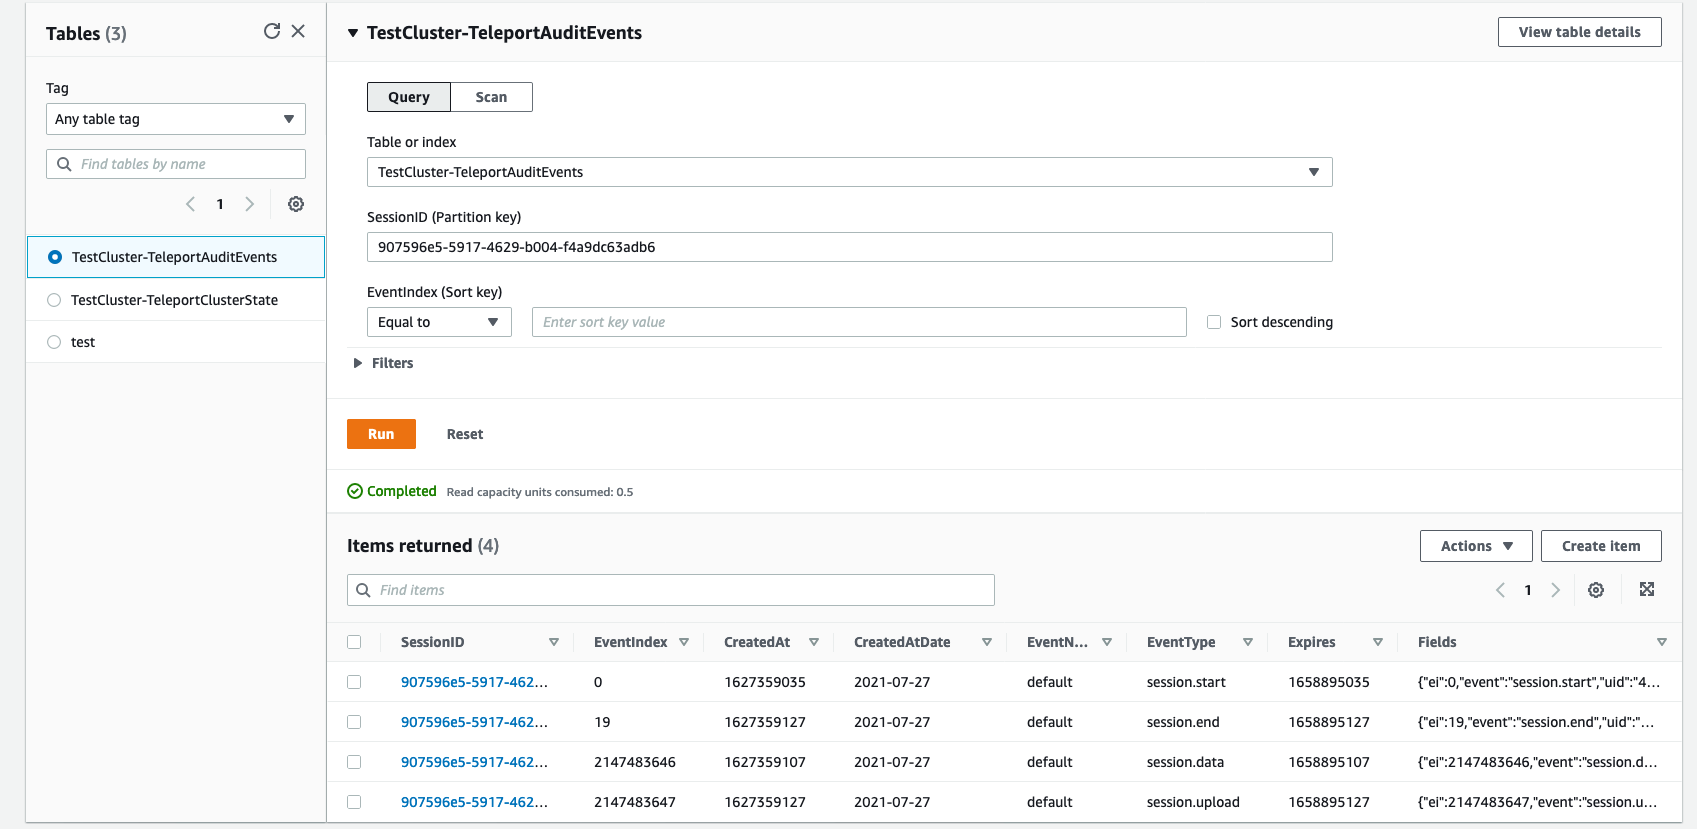 Tables (3)
Tag
Any table tag
Find tables by name
1
TestCluster-TeleportAuditEvents
TestCluster-TeleportClusterState
test
TestCluster-TeleportAuditEvents
View table details
Query Scan
Table or index
TestCluster-TeleportAuditEvents
SessionID (Partition key)
907596e5-5917-4629-b004-f4a9dc63adb6
EventIndex (Sort key)
Equal to Enter sort key value Sort descending
Filters
Run Reset
Completed Read capacity units consumed: 0.5
Items returned (4)
Actions Create item
Find items
1
SessionID EventIndex CreatedAt CreatedAtDate EventN... EventType Expires Fields
907596e5-5917-462... 0 1627359035 2021-07-27 default session.start 1658895035 {"ei":0,"event":"session.start","uid":"4...
907596e5-5917-462... 19 1627359127 2021-07-27 default session.end 1658895127 {"ei":19,"event":"session.end","uid":"...
907596e5-5917-462... 2147483646 1627359107 2021-07-27 default session.data 1658895107 {"ei":2147483646,"event":"session.d...
907596e5-5917-462... 2147483647 1627359127 2021-07-27 default session.upload 1658895127 {"ei":2147483647,"event":"session.u...